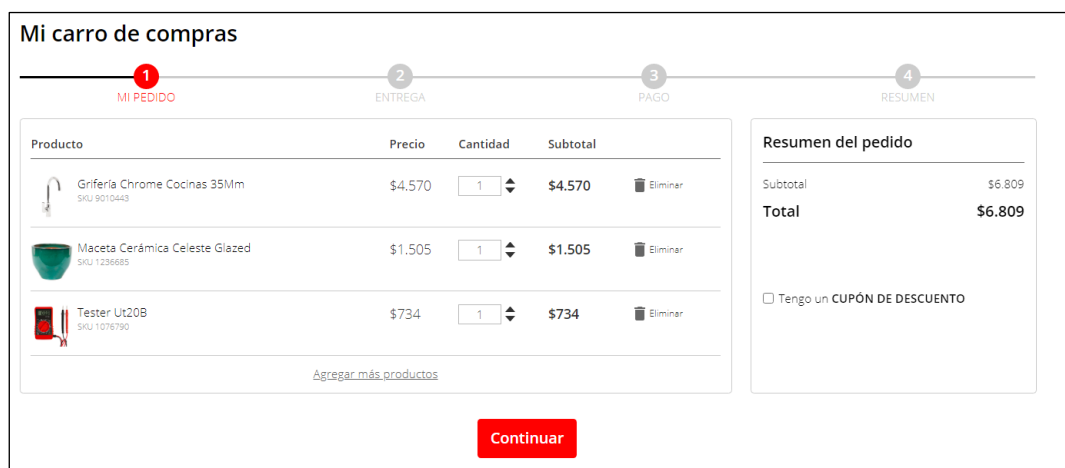 Mi carro de compras
1 2 3 4
MI PEDIDO ENTREGA PAGO RESUMEN
Producto Precio Cantidad Subtotal
Grifería Chrome Cocinas 35Mm $4.570 1 $4.570 Eliminar
SKU 9010443
Maceta Cerámica Celeste Glazed $1.505 1 $1.505 Eliminar
SKU 1236685
Tester Ut20B $734 1 $734 Eliminar
SKU 1076790
Agregar más productos
Resumen del pedido
Subtotal $6.809
Total $6.809
Tengo un CUPÓN DE DESCUENTO
Continuar